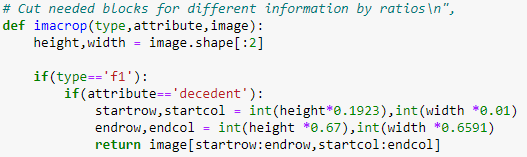 # Cut needed blocks for different information by ratios\n",
def imacrop(type,attribute,image):
    height,width = image.shape[:2]
    if(type=='f1'):
        if(attribute=='decedent'):
            startrow,startcol = int(height*0.1923),int(width *0.01)
            endrow,endcol = int(height *0.67),int(width *0.6591)
            return image[startrow:endrow,startcol:endcol]